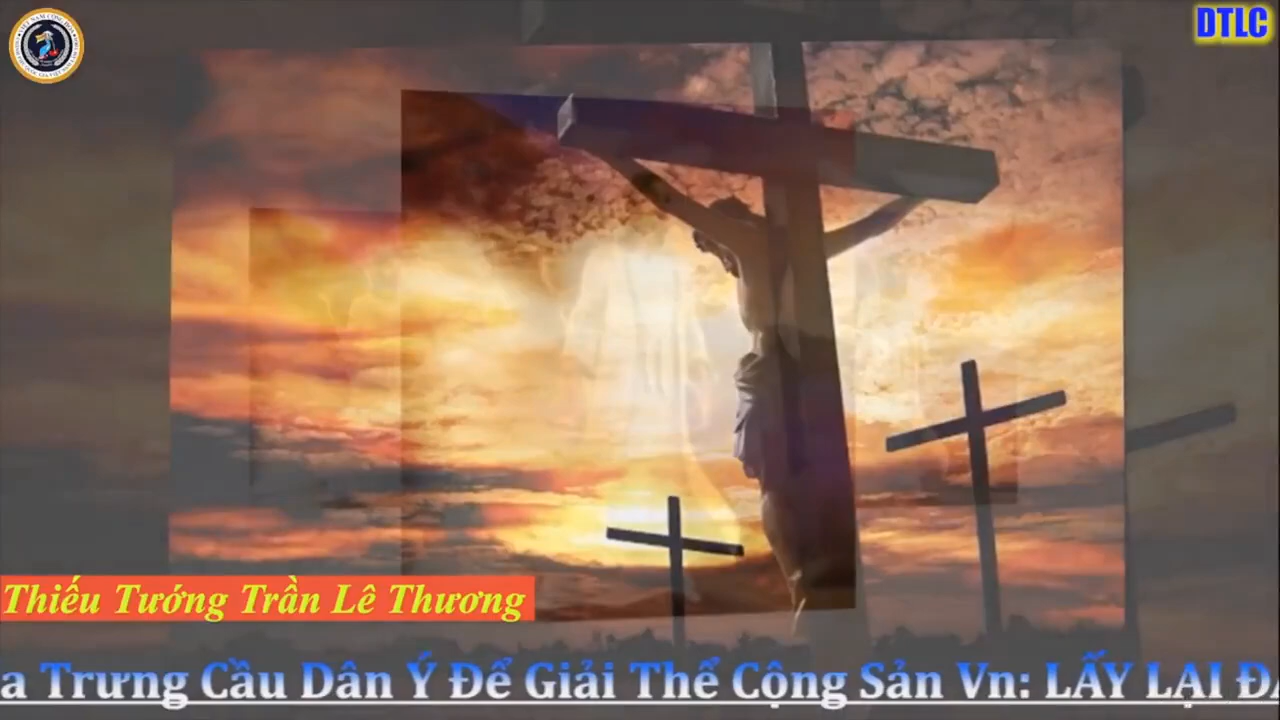 DTLC
Thiếu Tướng Trần Lê Thương
a Trưng Cầu Dân Ý Để Giải Thể Cộng Sản Vn: LẤY LẠI